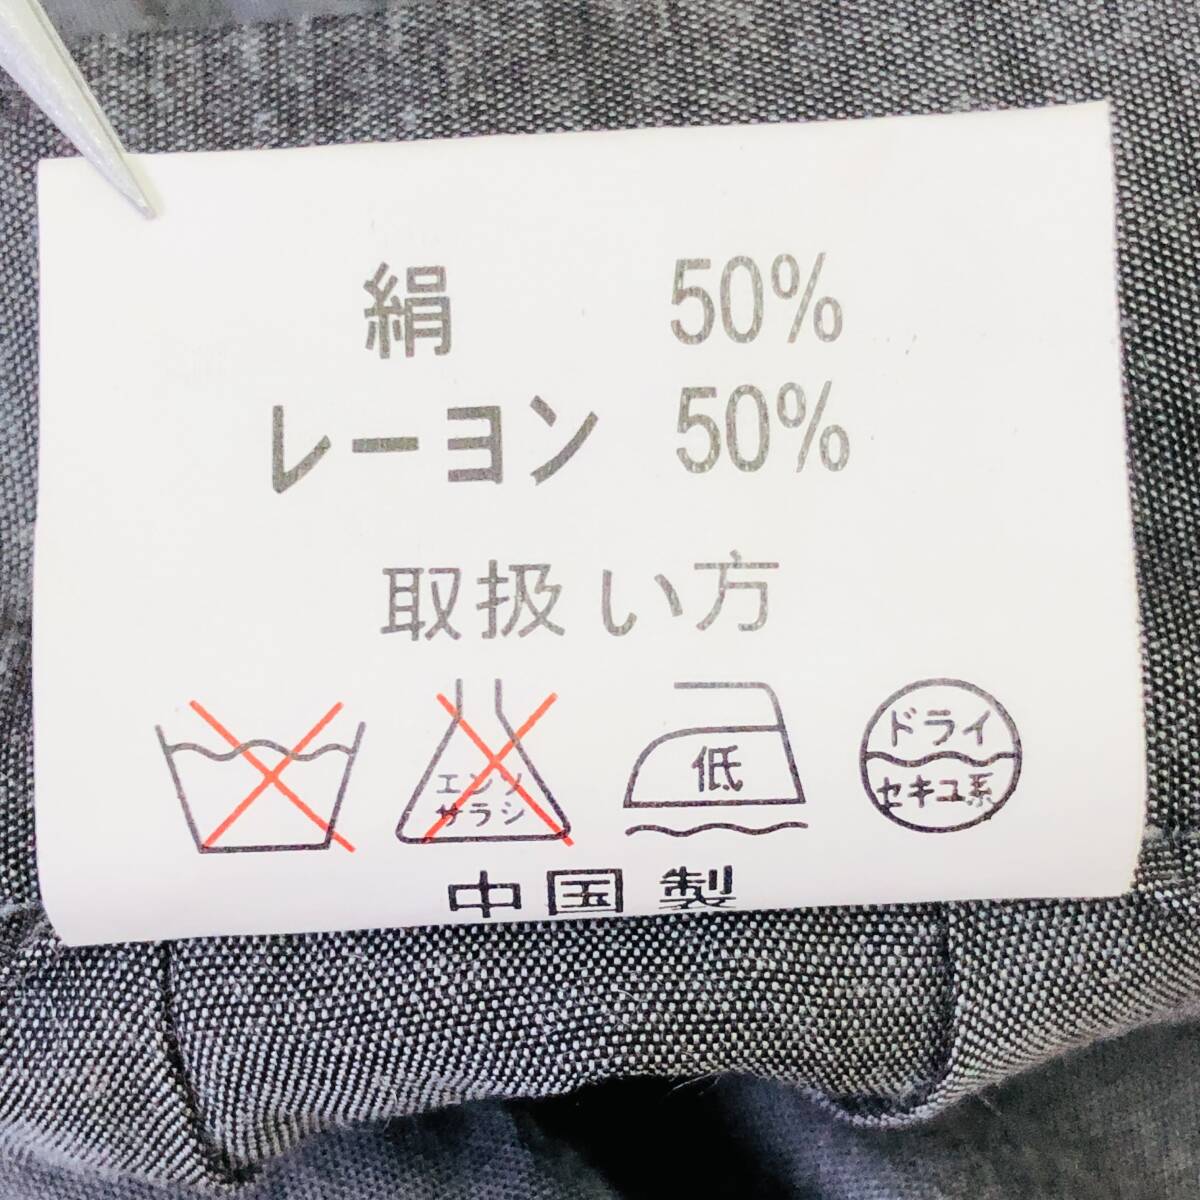 絹 50%
レーヨン 50%
取扱い方
エンソ
サラシ
低
ドライ
セキユ系
中国製